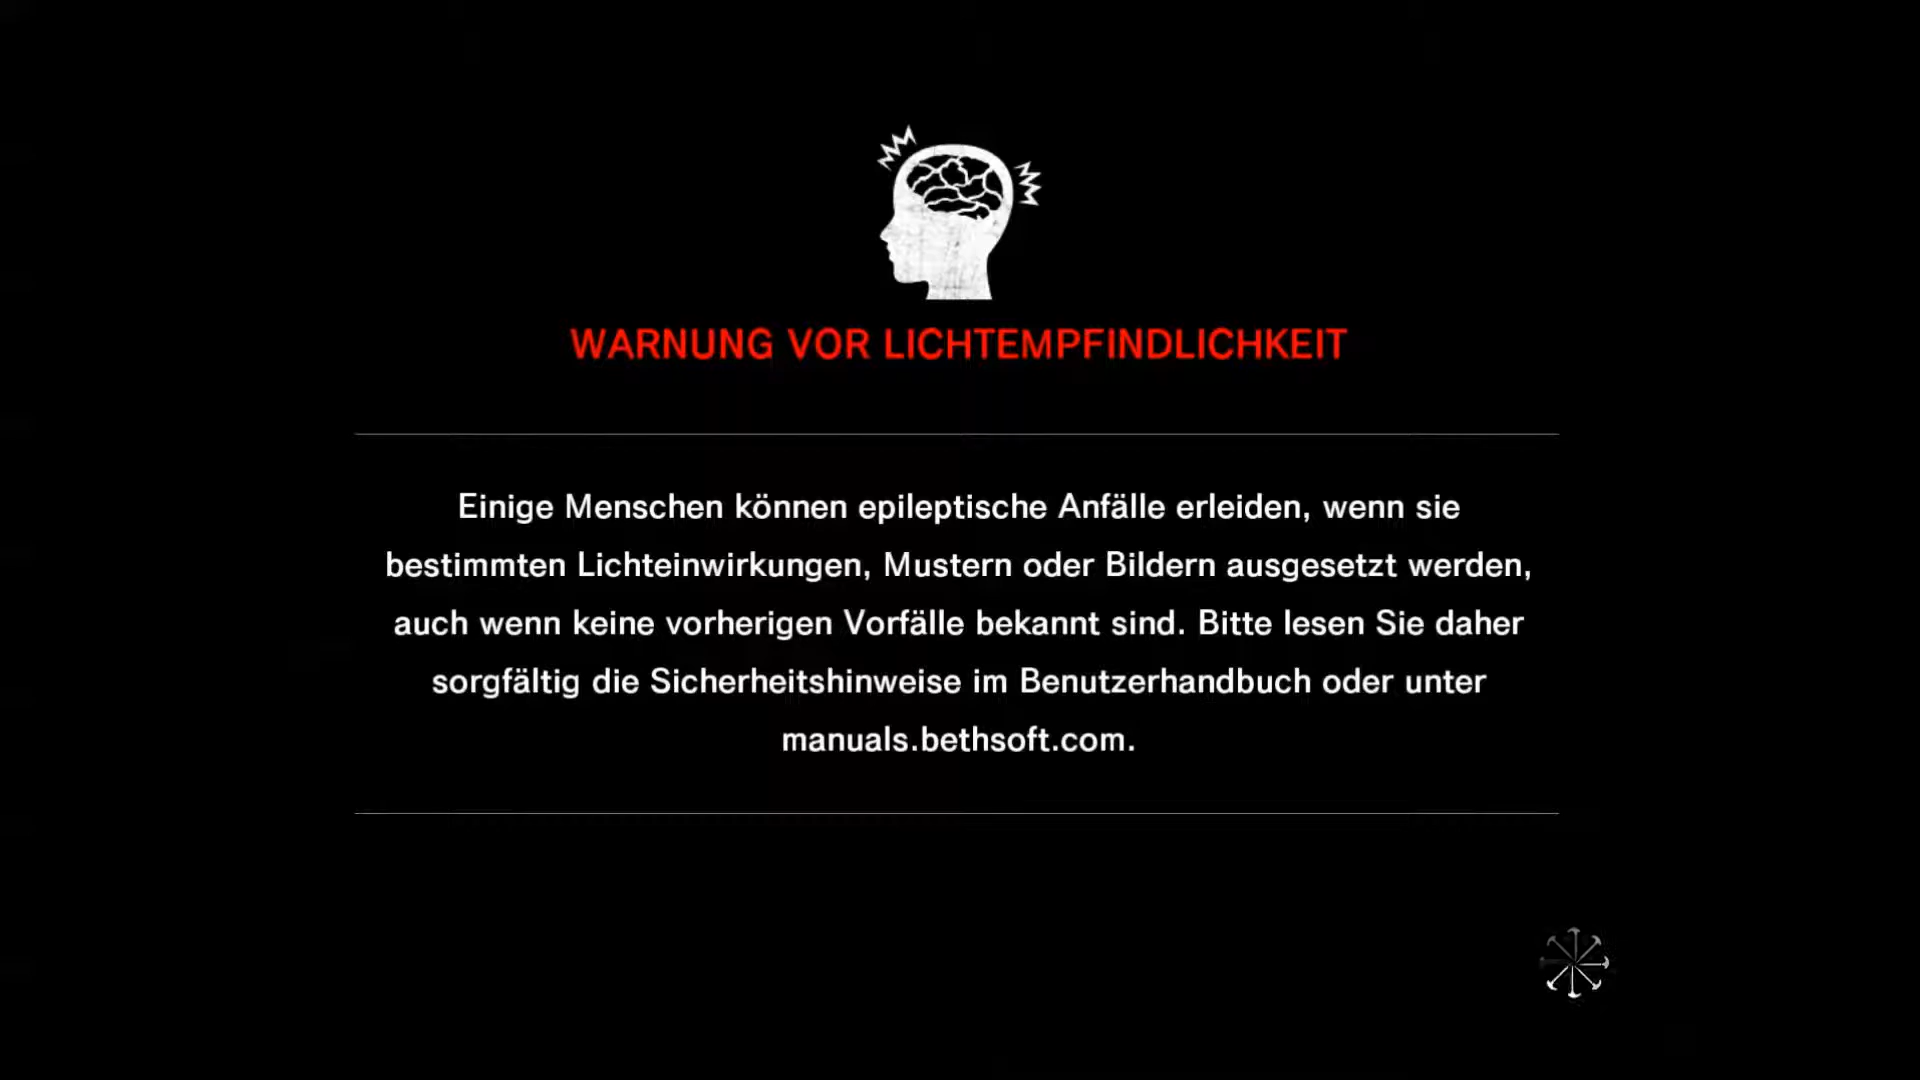 WARNUNG VOR LICHTEMPFINDLICHKEIT
Einige Menschen können epileptische Anfälle erleiden, wenn sie
bestimmten Lichteinwirkungen, Mustern oder Bildern ausgesetzt werden,
auch wenn keine vorherigen Vorfälle bekannt sind. Bitte lesen Sie daher
sorgfältig die Sicherheitshinweise im Benutzerhandbuch oder unter
manuals.bethsoft.com.